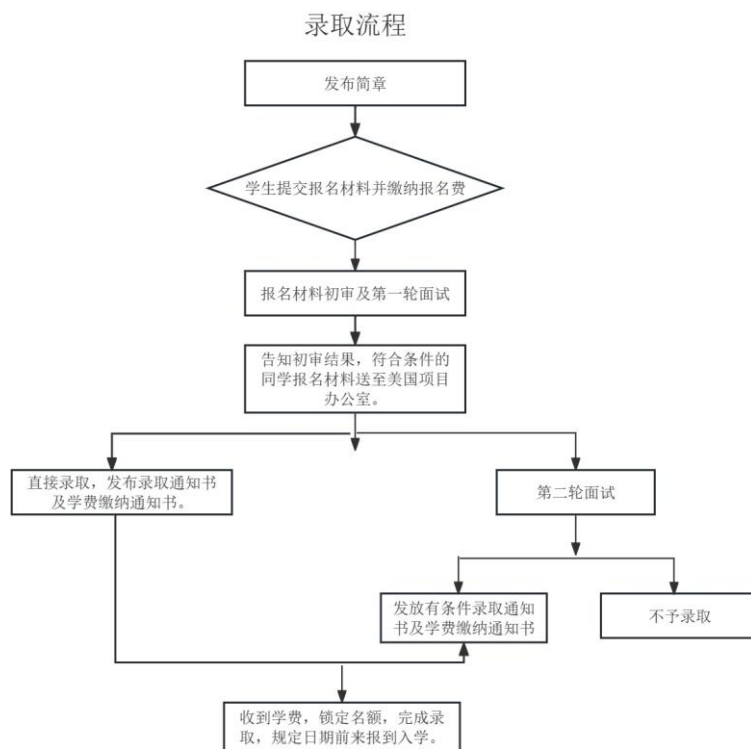 录取流程
发布简章
学生提交报名材料并缴纳报名费
报名材料初审及第一轮面试
告知初审结果，符合条件的
同学报名材料送至美国项目
办公室。
直接录取，发布录取通知书
及学费缴纳通知书。
第二轮面试
发放有条件录取通知
书及学费缴纳通知书
不予录取
收到学费，锁定名额，完成录
取，规定日期前来报到入学。